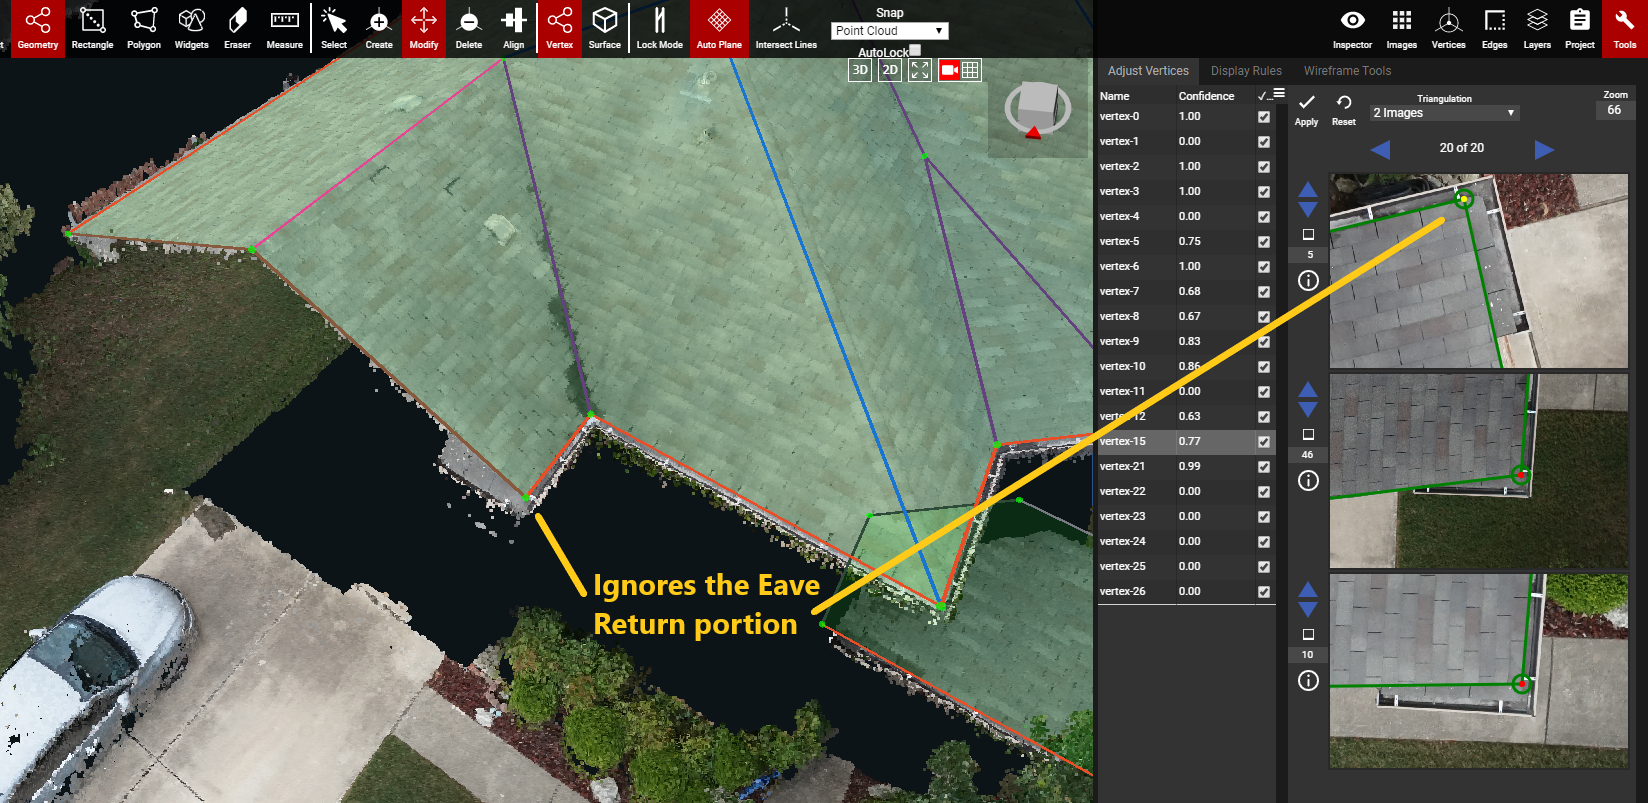 t Geometry Rectangle Polygon Widgets Eraser Measure Select Create Modify Delete Align Vertex Surface Lock Mode Auto Plane Intersect Lines
Snap
Point Cloud
AutoLock
3D 2D
Inspector Images Vertices Edges Layers Project Tools
Adjust Vertices Display Rules Wireframe Tools
Name Confidence ✓...
vertex-0 1.00
vertex-1 0.00
vertex-2 1.00
vertex-3 1.00
vertex-4 0.00
vertex-5 0.75
vertex-6 1.00
vertex-7 0.68
vertex-8 0.67
vertex-9 0.83
vertex-10 0.86
vertex-11 0.00
vertex-12 0.63
vertex-15 0.77
vertex-21 0.99
vertex-22 0.00
vertex-23 0.00
vertex-24 0.00
vertex-25 0.00
vertex-26 0.00
Apply Reset
Triangulation
2 Images
Zoom
66
20 of 20
5
46
10
Ignores the Eave
Return portion